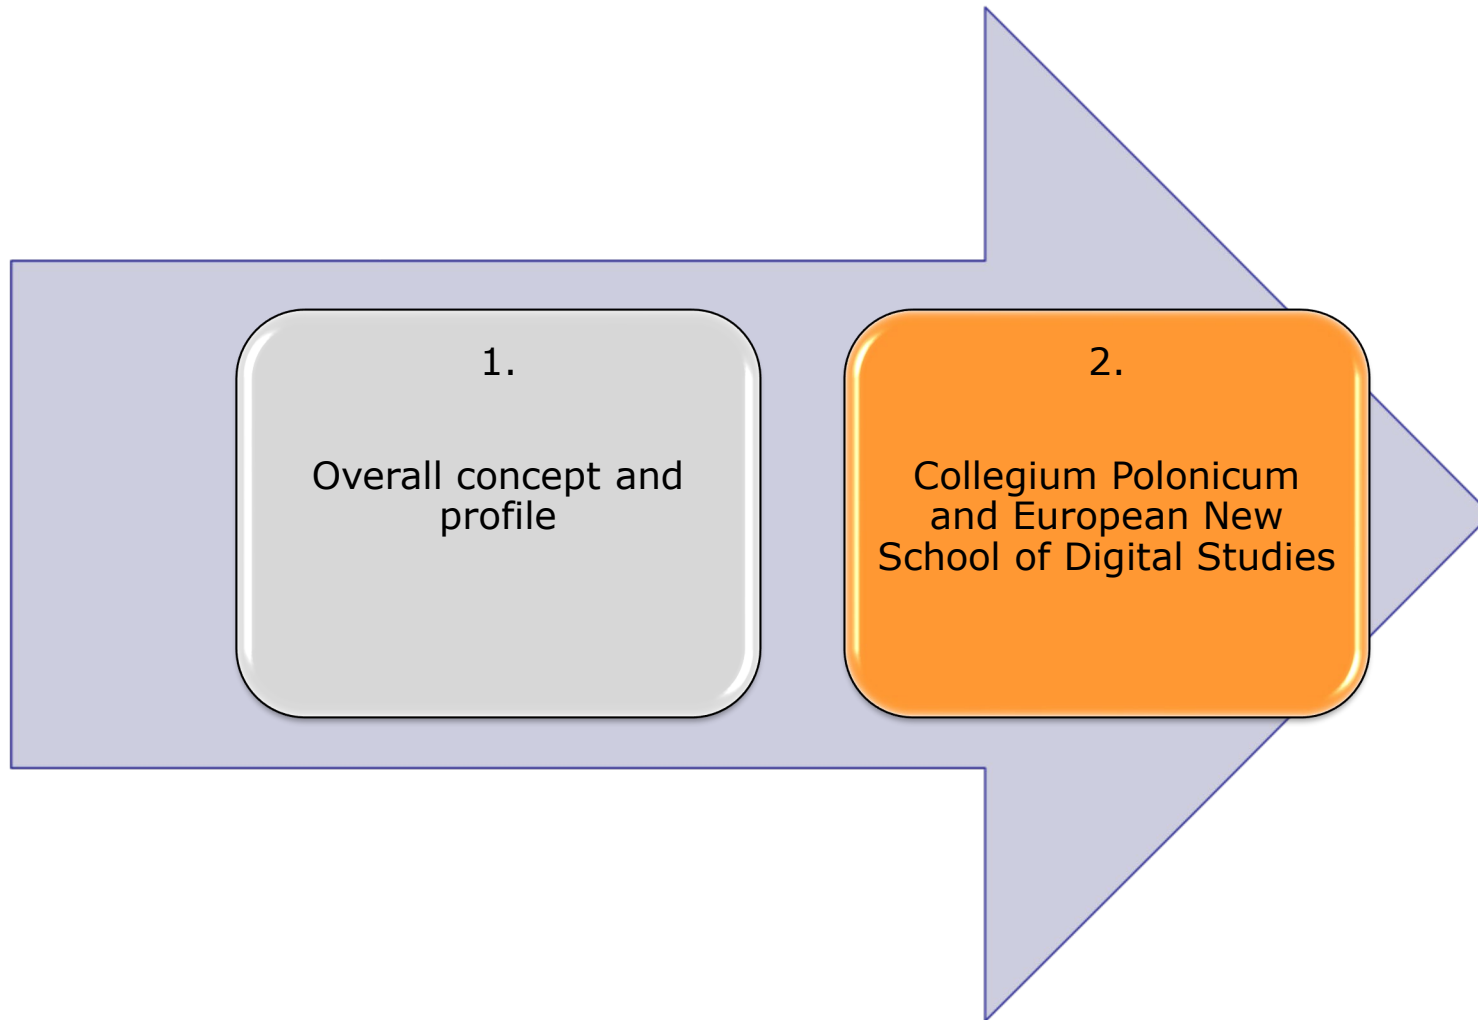 1.
Overall concept and
profile
2.
Collegium Polonicum
and European New
School of Digital Studies